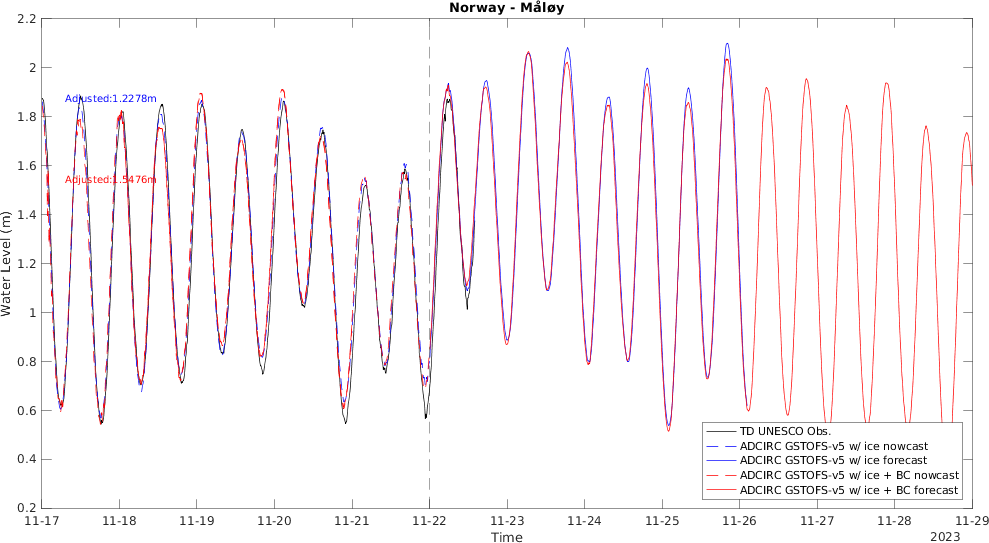 Norway - Måløy
2.2
2
1.8
1.6
1.4
1.2
1
0.8
0.6
0.4
0.2
Water Level (m)
Adjusted:1.2278m
Adjusted:1.5476m
TD UNESCO Obs.
ADCIRC GSTOFS-v5 w/ ice nowcast
ADCIRC GSTOFS-v5 w/ ice forecast
ADCIRC GSTOFS-v5 w/ ice + BC nowcast
ADCIRC GSTOFS-v5 w/ ice + BC forecast
11-17 11-18 11-19 11-20 11-21 11-22 11-23 11-24 11-25 11-26 11-27 11-28 11-29
Time
2023